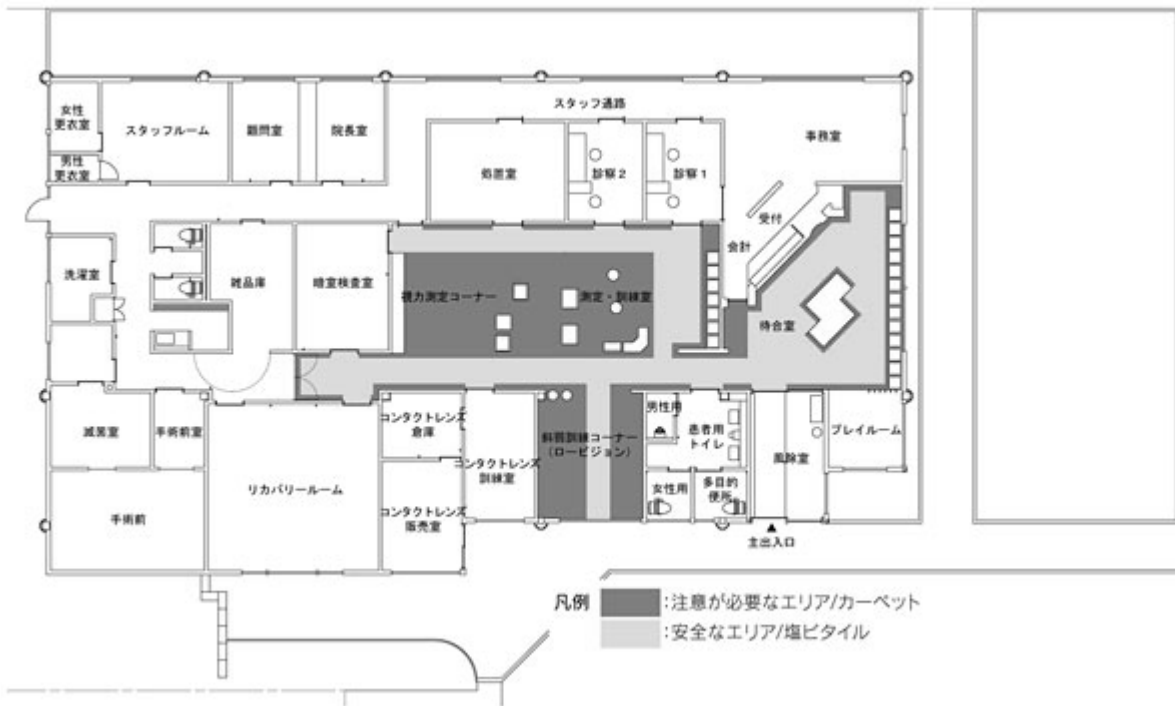 スタッフ通路
女性
更衣室
スタッフルーム
顧問室
院長室
事務室
男性
更衣室
処置室
診察2
診察1
受付
会計
洗濯室
雑品庫
暗室検査室
視力測定コーナー
測定・訓練室
待合室
滅菌室
手術前室
コンタクトレンズ
倉庫
コンタクトレンズ
訓練室
斜弱訓練コーナー
(ロービジョン)
男性用
患者用
トイレ
風除室
プレイルーム
リカバリールーム
手術前
コンタクトレンズ
販売室
女性用
多目的
便所
主出入口
凡例
:注意が必要なエリア/カーペット
:安全なエリア/塩ビタイル